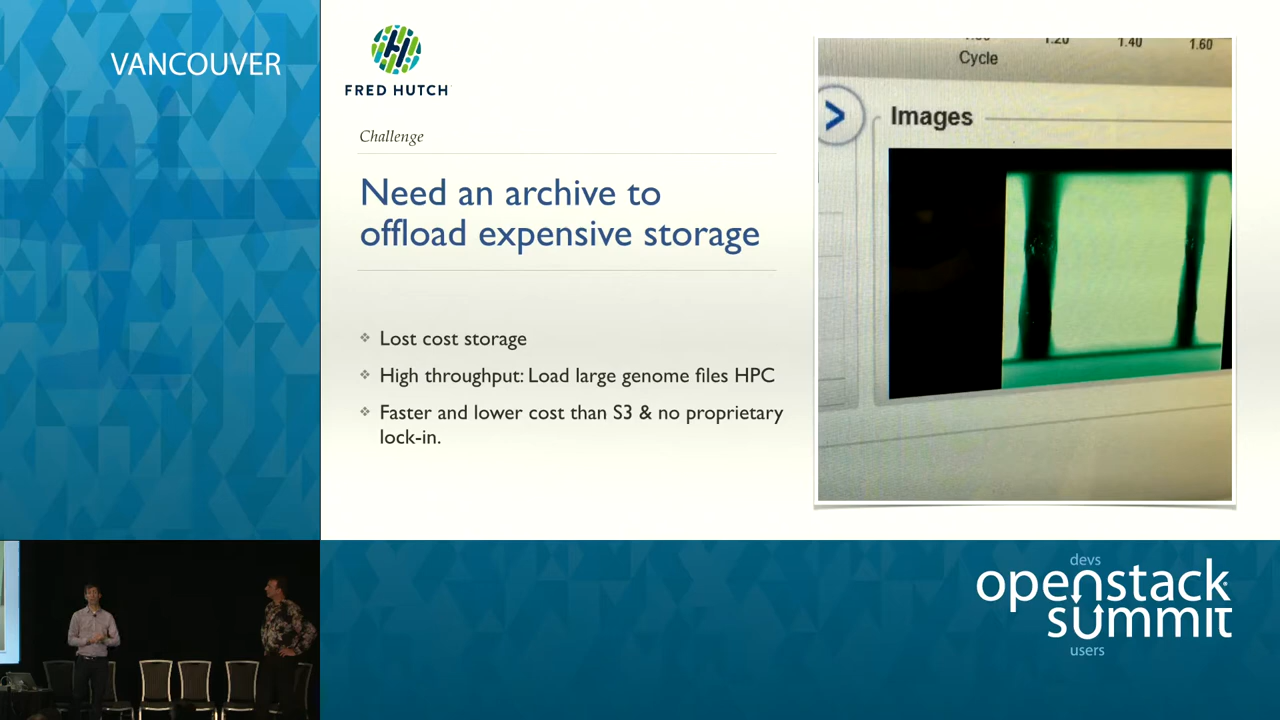 VANCOUVER
FRED HUTCH
Challenge
Need an archive to
offload expensive storage
Lost cost storage
High throughput: Load large genome files HPC
Faster and lower cost than S3 & no proprietary
lock-in.
1.20
1.40
1.60
Cycle
Images
devs
openstack
summit
users